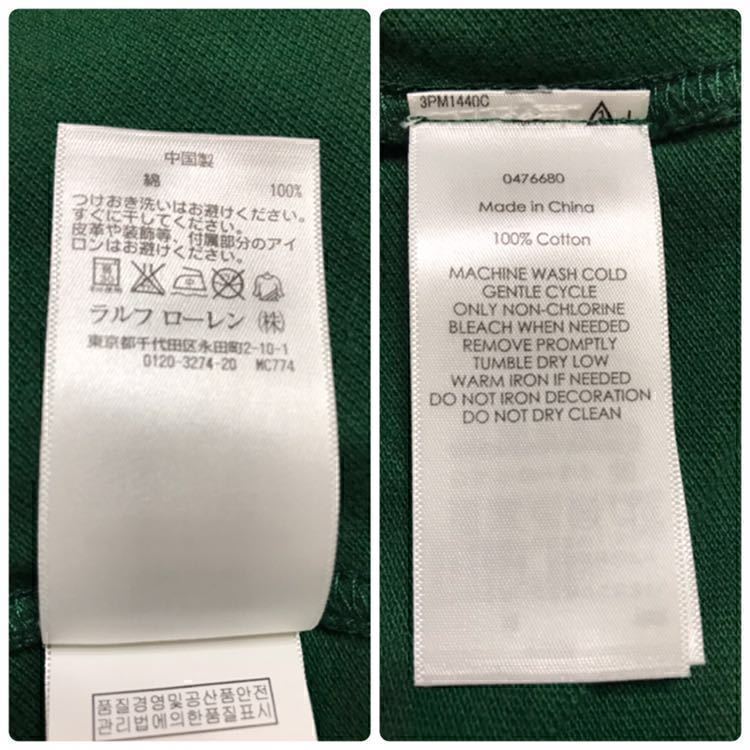 中国製
綿 100%
つけおき洗いはお避けください。
すぐに干してください。
皮革や装飾等、付属部分のアイ
ロンはお避けください。
ラルフ ローレン（株）
東京都千代田区永田町2-10-1
0120-3274-20 MC774
품질경영및공산품안전
관리법에의한품질표시
3PM1440C
0476680
Made in China
100% Cotton
MACHINE WASH COLD
GENTLE CYCLE
ONLY NON-CHLORINE
BLEACH WHEN NEEDED
REMOVE PROMPTLY
TUMBLE DRY LOW
WARM IRON IF NEEDED
DO NOT IRON DECORATION
DO NOT DRY CLEAN